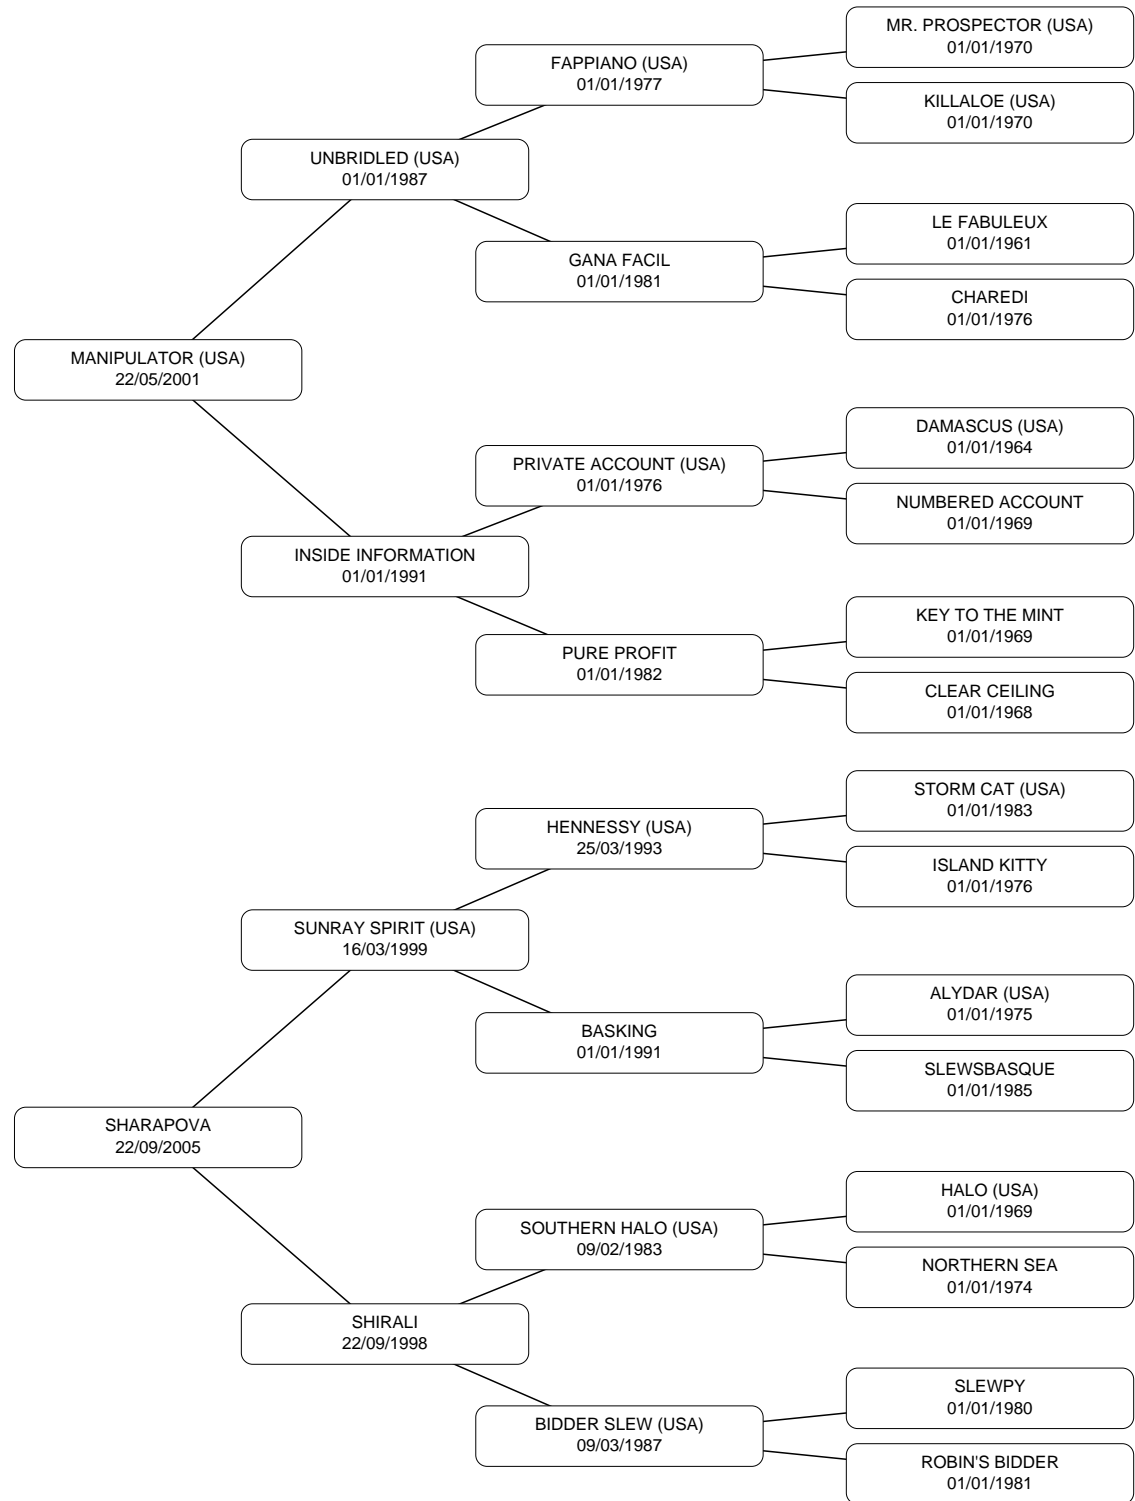 MR. PROSPECTOR (USA)
01/01/1970
FAPPIANO (USA)
01/01/1977
KILLALOE (USA)
01/01/1970
UNBRIDLED (USA)
01/01/1987
LE FABULEUX
01/01/1961
GANA FACIL
01/01/1981
CHAREDI
01/01/1976
MANIPULATOR (USA)
22/05/2001
DAMASCUS (USA)
01/01/1964
PRIVATE ACCOUNT (USA)
01/01/1976
NUMBERED ACCOUNT
01/01/1969
INSIDE INFORMATION
01/01/1991
KEY TO THE MINT
01/01/1969
PURE PROFIT
01/01/1982
CLEAR CEILING
01/01/1968
STORM CAT (USA)
01/01/1983
HENNESSY (USA)
25/03/1993
ISLAND KITTY
01/01/1976
SUNRAY SPIRIT (USA)
16/03/1999
ALYDAR (USA)
01/01/1975
BASKING
01/01/1991
SLEWSBASQUE
01/01/1985
SHARAPOVA
22/09/2005
HALO (USA)
01/01/1969
SOUTHERN HALO (USA)
09/02/1983
NORTHERN SEA
01/01/1974
SHIRALI
22/09/1998
SLEWPY
01/01/1980
BIDDER SLEW (USA)
09/03/1987
ROBIN'S BIDDER
01/01/1981